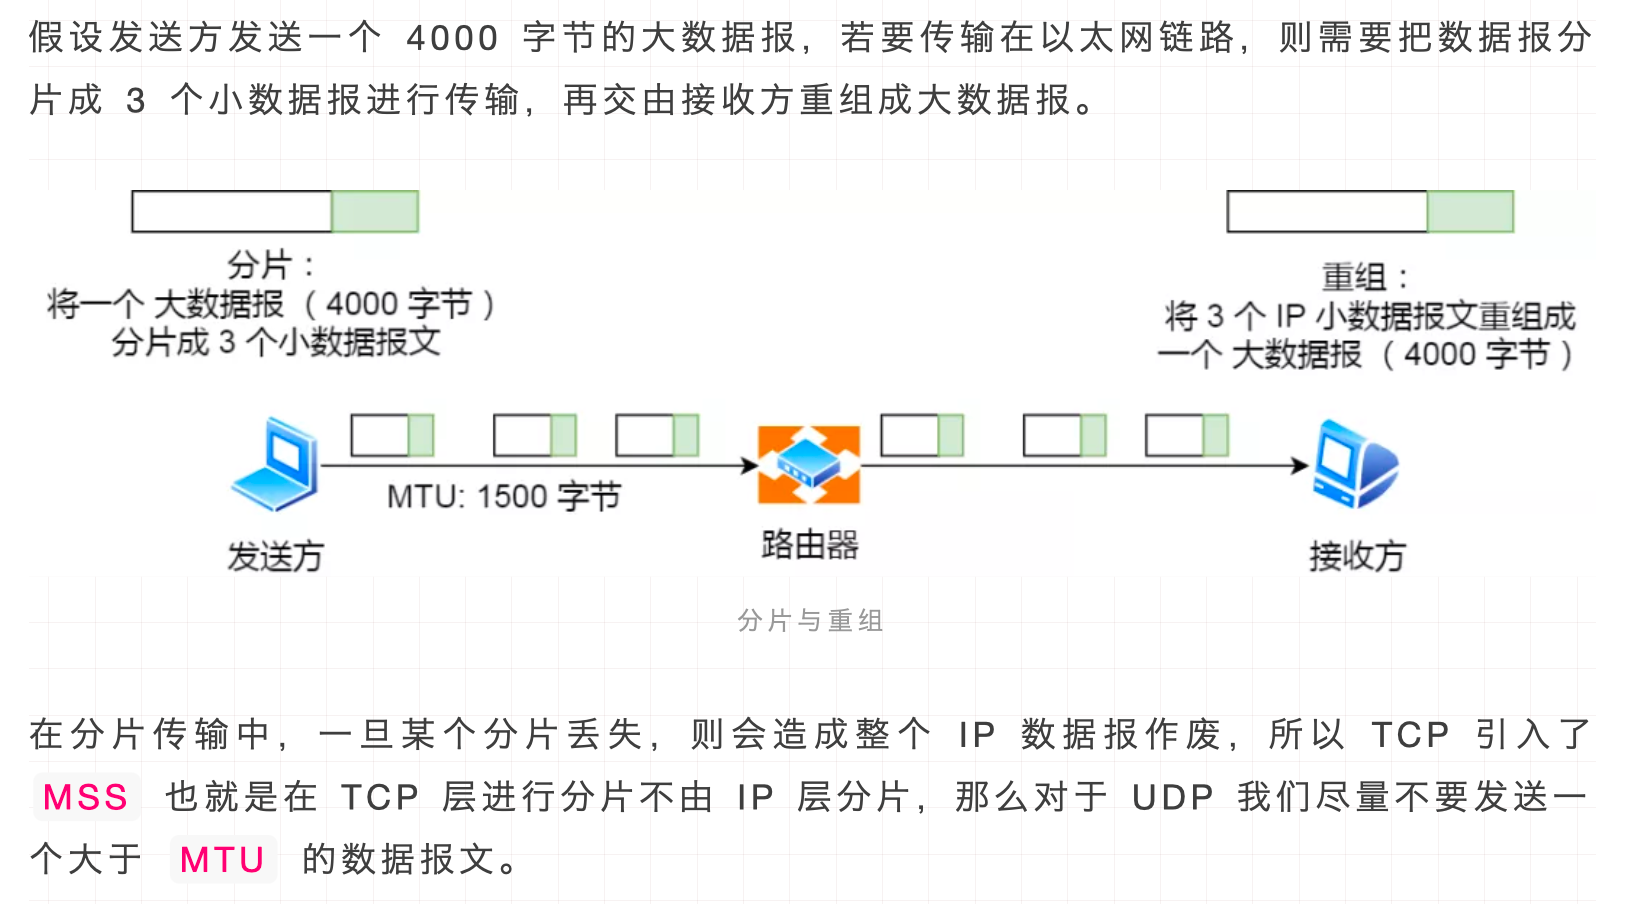 假设发送方发送一个 4000 字节的大数据报，若要传输在以太网链路，则需要把数据报分
片成 3 个小数据报进行传输，再交由接收方重组成大数据报。
分片：
将一个 大数据报（4000 字节）
分片成 3 个小数据报文
重组：
将 3 个 IP 小数据报文重组成
一个 大数据报（4000 字节）
MTU: 1500 字节
发送方
路由器
接收方
分片与重组
在分片传输中，一旦某个分片丢失，则会造成整个 IP 数据报作废，所以 TCP 引入了
MSS 也就是在 TCP 层进行分片不由 IP 层分片，那么对于 UDP 我们尽量不要发送一
个大于 MTU 的数据报文。